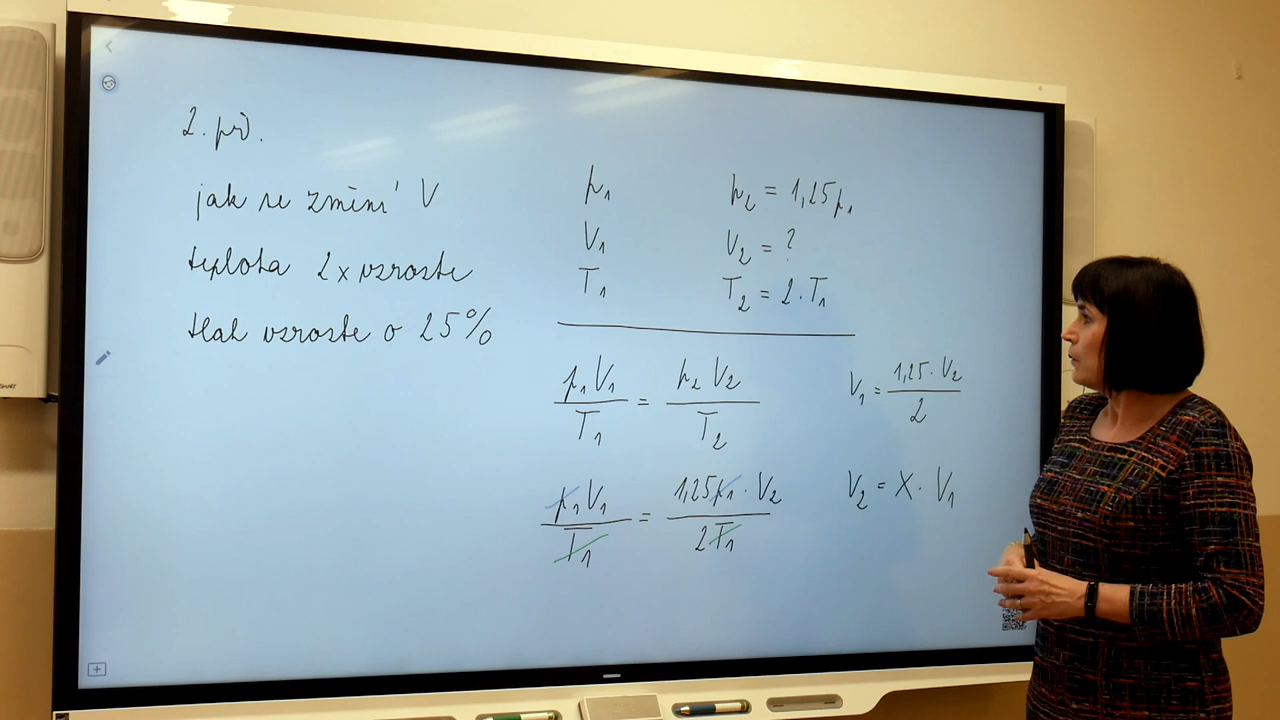 2. př.
jak se změní V
teplota 2x vzroste
tlak vzroste o 25%
p₁
V₁
T₁
p₂ = 1,25p₁
V₂ = ?
T₂ = 2·T₁
p₁V₁ / T₁ = p₂V₂ / T₂
p₁V₁ / T₁ = 1,25p₁·V₂ / 2T₁
V₁ = 1,25·V₂ / 2
V₂ = X·V₁